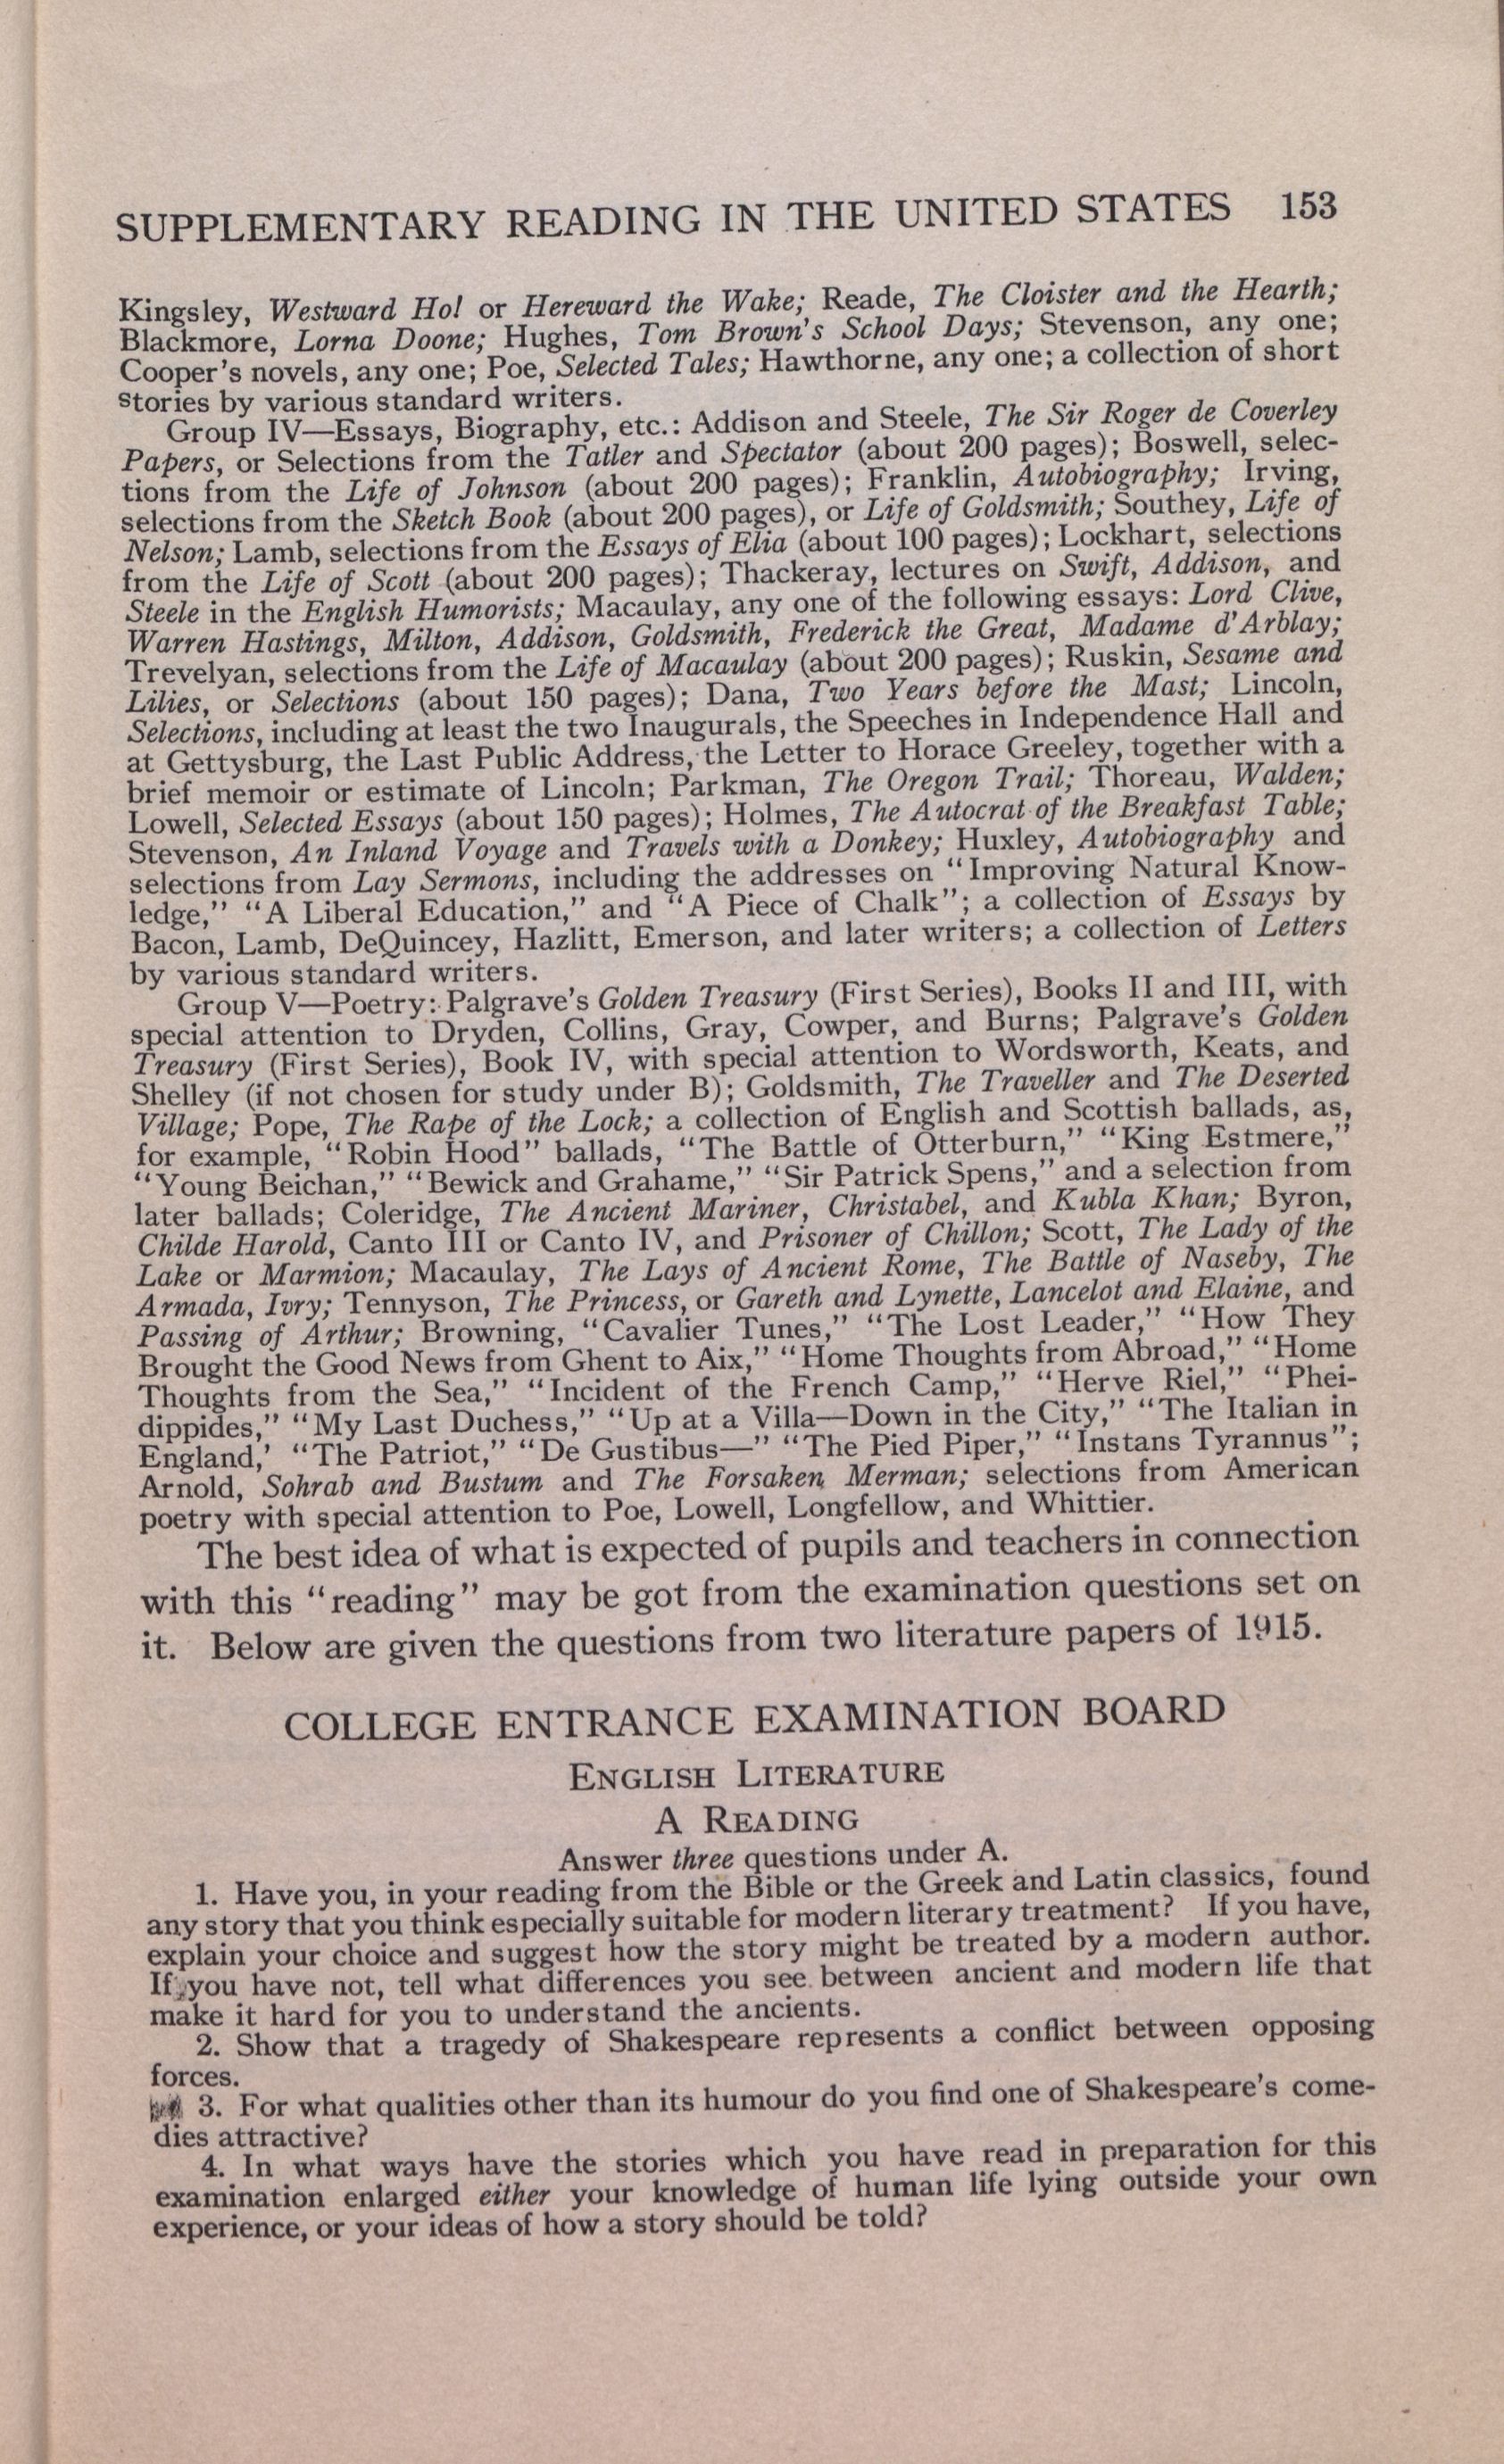 SUPPLEMENTARY READING IN THE UNITED STATES 153
Kingsley, Westward Ho! or Hereward the Wake; Reade, The Cloister and the Hearth;
Blackmore, Lorna Doone; Hughes, Tom Brown's School Days; Stevenson, any one;
Cooper's novels, any one; Poe, Selected Tales; Hawthorne, any one; a collection of short
stories by various standard writers.
Group IV—Essays, Biography, etc.: Addison and Steele, The Sir Roger de Coverley
Papers, or Selections from the Tatler and Spectator (about 200 pages); Boswell, selec-
tions from the Life of Johnson (about 200 pages); Franklin, Autobiography; Irving,
selections from the Sketch Book (about 200 pages), or Life of Goldsmith; Southey, Life of
Nelson; Lamb, selections from the Essays of Elia (about 100 pages); Lockhart, selections
from the Life of Scott (about 200 pages); Thackeray, lectures on Swift, Addison, and
Steele in the English Humorists; Macaulay, any one of the following essays: Lord Clive,
Warren Hastings, Milton, Addison, Goldsmith, Frederick the Great, Madame d'Arblay;
Trevelyan, selections from the Life of Macaulay (about 200 pages); Ruskin, Sesame and
Lilies, or Selections (about 150 pages); Dana, Two Years before the Mast; Lincoln,
Selections, including at least the two Inaugurals, the Speeches in Independence Hall and
at Gettysburg, the Last Public Address, the Letter to Horace Greeley, together with a
brief memoir or estimate of Lincoln; Parkman, The Oregon Trail; Thoreau, Walden;
Lowell, Selected Essays (about 150 pages); Holmes, The Autocrat of the Breakfast Table;
Stevenson, An Inland Voyage and Travels with a Donkey; Huxley, Autobiography and
selections from Lay Sermons, including the addresses on "Improving Natural Know-
ledge," "A Liberal Education," and "A Piece of Chalk"; a collection of Essays by
Bacon, Lamb, DeQuincey, Hazlitt, Emerson, and later writers; a collection of Letters
by various standard writers.
Group V—Poetry: Palgrave's Golden Treasury (First Series), Books II and III, with
special attention to Dryden, Collins, Gray, Cowper, and Burns; Palgrave's Golden
Treasury (First Series), Book IV, with special attention to Wordsworth, Keats, and
Shelley (if not chosen for study under B); Goldsmith, The Traveller and The Deserted
Village; Pope, The Rape of the Lock; a collection of English and Scottish ballads, as,
for example, "Robin Hood" ballads, "The Battle of Otterburn," "King Estmere,"
"Young Beichan," "Bewick and Grahame," "Sir Patrick Spens," and a selection from
later ballads; Coleridge, The Ancient Mariner, Christabel, and Kubla Khan; Byron,
Childe Harold, Canto III or Canto IV, and Prisoner of Chillon; Scott, The Lady of the
Lake or Marmion; Macaulay, The Lays of Ancient Rome, The Battle of Naseby, The
Armada, Ivry; Tennyson, The Princess, or Gareth and Lynette, Lancelot and Elaine, and
Passing of Arthur; Browning, "Cavalier Tunes," "The Lost Leader," "How They
Brought the Good News from Ghent to Aix," "Home Thoughts from Abroad," "Home
Thoughts from the Sea," "Incident of the French Camp," "Herve Riel," "Phei-
dippides," "My Last Duchess," "Up at a Villa—Down in the City," "The Italian in
England,' "The Patriot," "De Gustibus—" "The Pied Piper," "Instans Tyrannus";
Arnold, Sohrab and Bustum and The Forsaken Merman; selections from American
poetry with special attention to Poe, Lowell, Longfellow, and Whittier.
The best idea of what is expected of pupils and teachers in connection
with this "reading" may be got from the examination questions set on
it. Below are given the questions from two literature papers of 1915.
COLLEGE ENTRANCE EXAMINATION BOARD
ENGLISH LITERATURE
A READING
Answer three questions under A.
1. Have you, in your reading from the Bible or the Greek and Latin classics, found
any story that you think especially suitable for modern literary treatment? If you have,
explain your choice and suggest how the story might be treated by a modern author.
If you have not, tell what differences you see between ancient and modern life that
make it hard for you to understand the ancients.
2. Show that a tragedy of Shakespeare represents a conflict between opposing
forces.
3. For what qualities other than its humour do you find one of Shakespeare's come-
dies attractive?
4. In what ways have the stories which you have read in preparation for this
examination enlarged either your knowledge of human life lying outside your own
experience, or your ideas of how a story should be told?